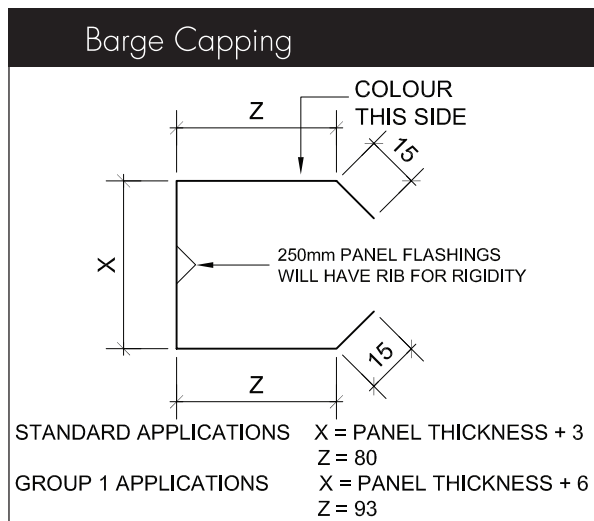 Barge Capping
COLOUR
THIS SIDE
Z
15
X
250mm PANEL FLASHINGS
WILL HAVE RIB FOR RIGIDITY
15
Z
STANDARD APPLICATIONS X = PANEL THICKNESS + 3
Z = 80
GROUP 1 APPLICATIONS X = PANEL THICKNESS + 6
Z = 93